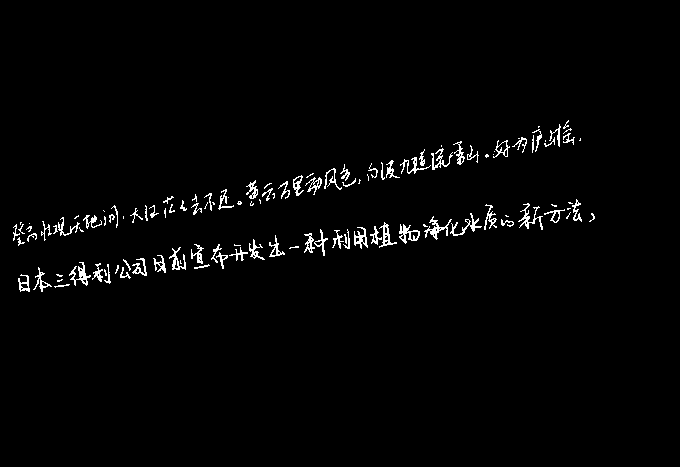 登高壮观天地间,大江茫茫去不还。黄云万里动风色,白波九道流雪山。好为庐山谣,
日本三得利公司日前宣布开发出一种利用植物净化水质的新方法,